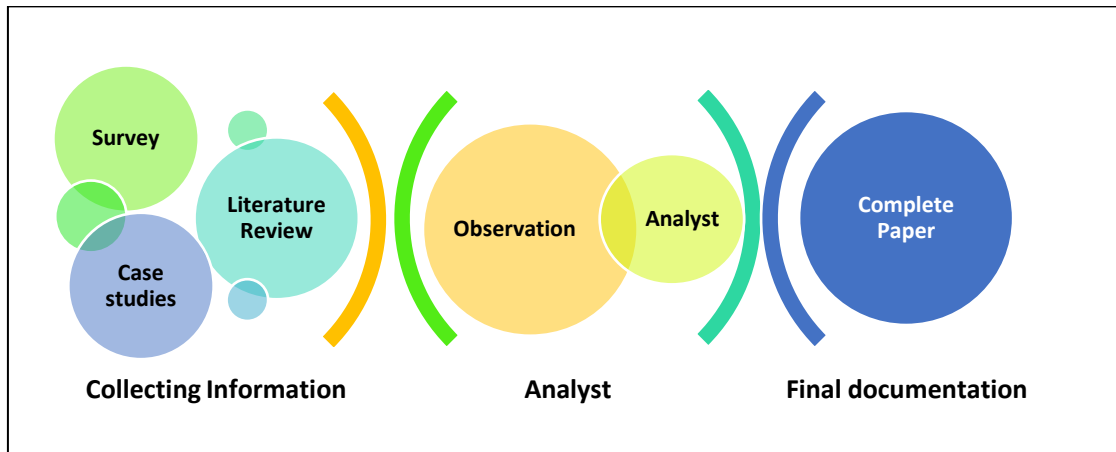 Survey
Literature
Review
Case
studies
Observation
Analyst
Complete
Paper
Collecting Information
Analyst
Final documentation